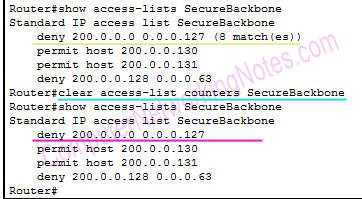 Router#show access-lists SecureBackbone
Standard IP access list SecureBackbone
deny 200.0.0.0 0.0.0.127 (8 match(es))
permit host 200.0.0.130
permit host 200.0.0.131
deny 200.0.0.128 0.0.0.63
Router#clear access-list counters SecureBackbone
Router#show access-lists SecureBackbone
Standard IP access list SecureBackbone
deny 200.0.0.0 0.0.0.127
permit host 200.0.0.130
permit host 200.0.0.131
deny 200.0.0.128 0.0.0.63
Router#
ComputerNetworkingNotes.com